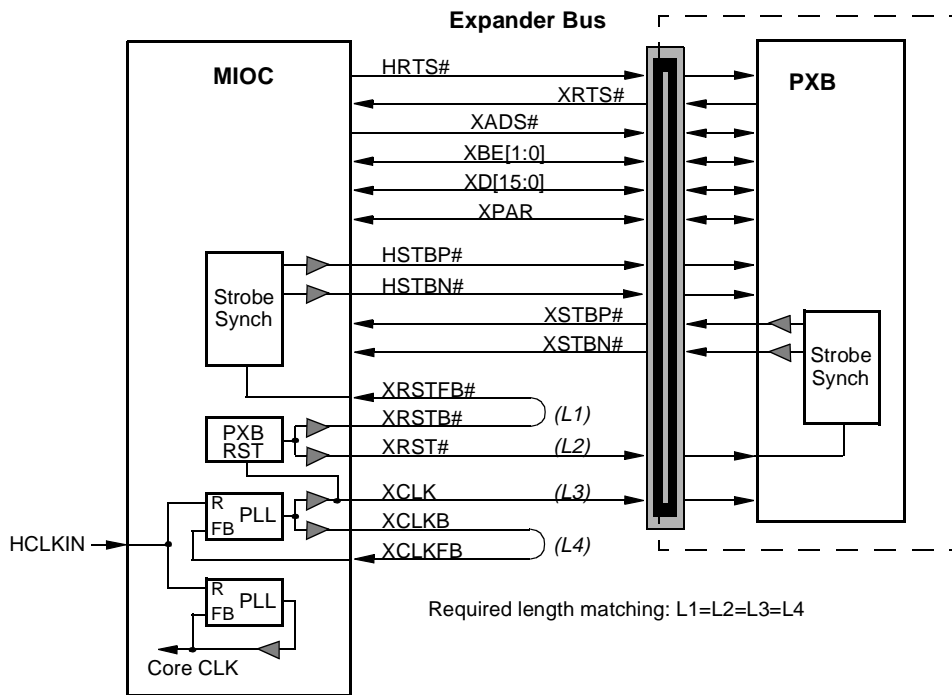 Expander Bus
MIOC
PXB
HRTS#
XRTS#
XADS#
XBE[1:0]
XD[15:0]
XPAR
HSTBP#
HSTBN#
Strobe
Synch
XSTBP#
XSTBN#
Strobe
Synch
XRSTFB#
XRSTB#
(L1)
PXB
RST
XRST#
(L2)
XCLK
(L3)
R
FB
PLL
XCLKB
XCLKFB
(L4)
HCLKIN
R
FB
PLL
Core CLK
Required length matching: L1=L2=L3=L4